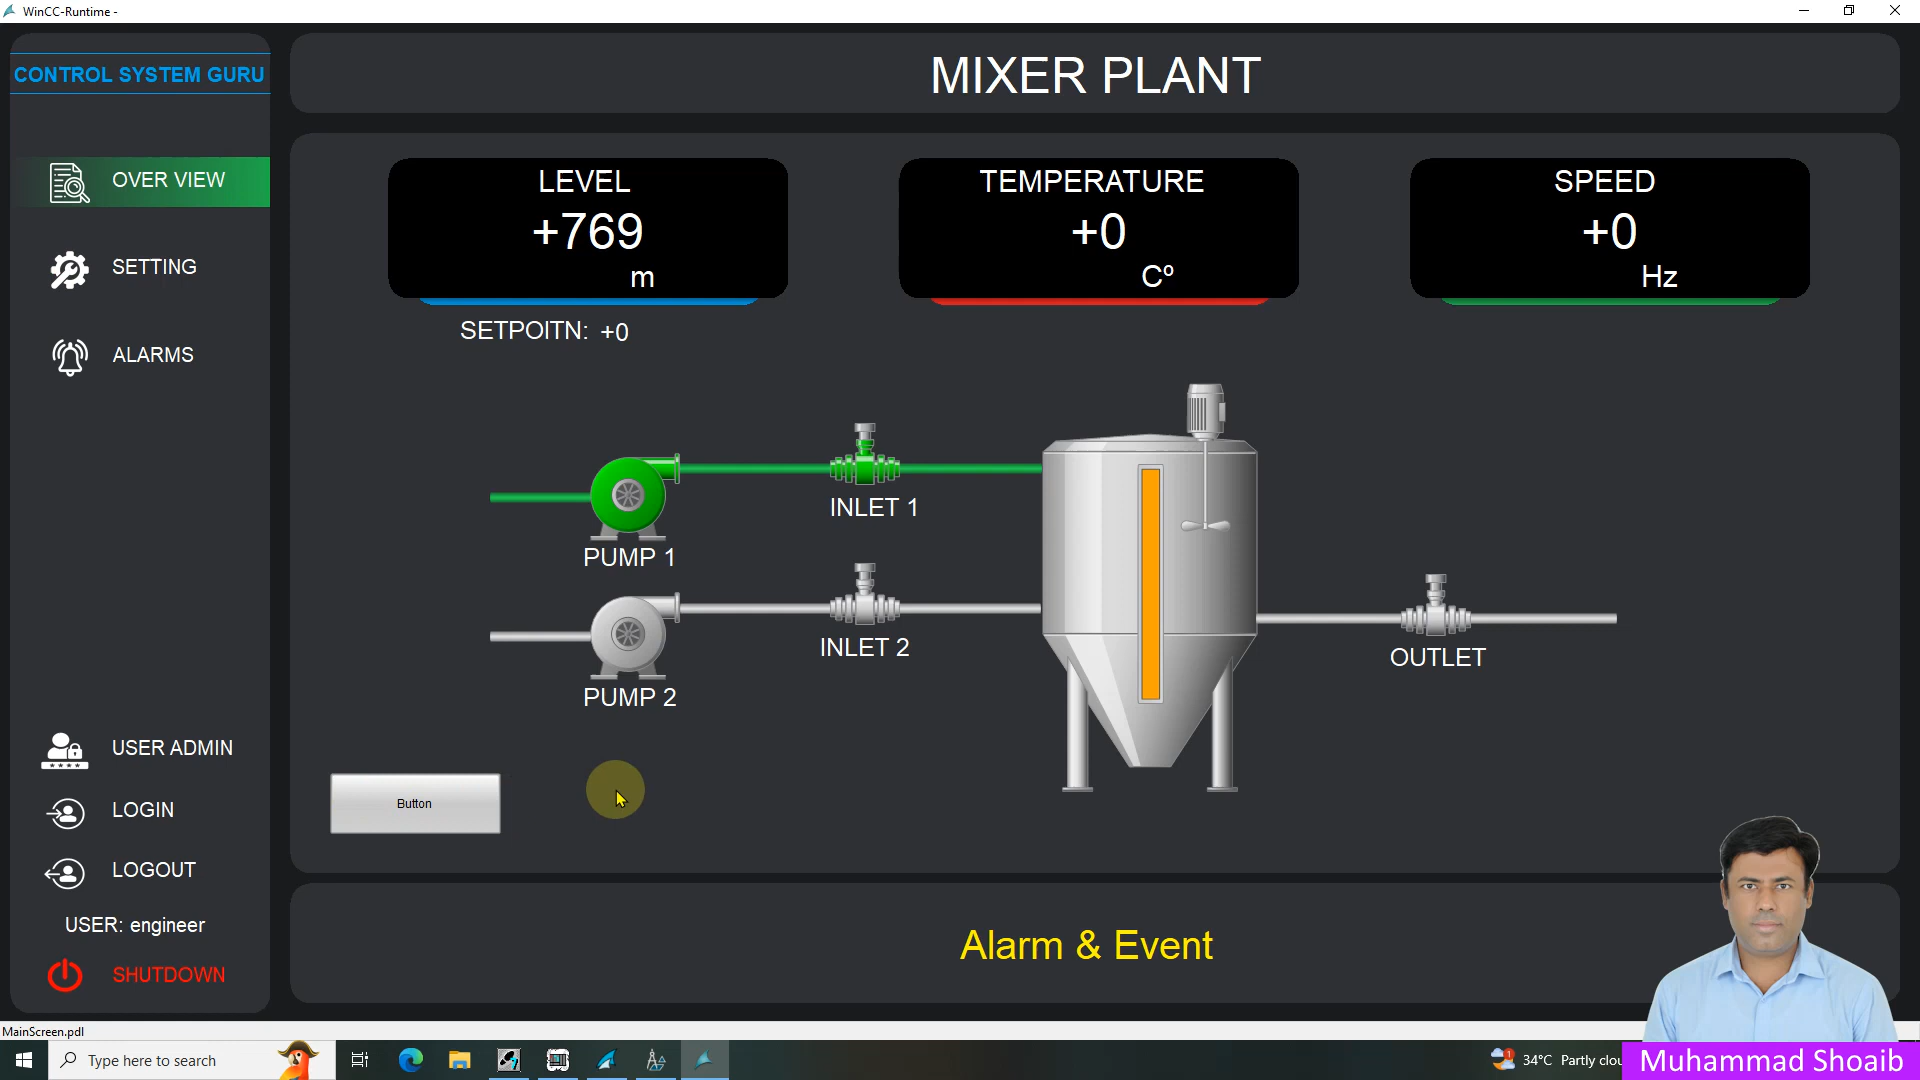 WinCC-Runtime -
CONTROL SYSTEM GURU
MIXER PLANT
OVER VIEW
SETTING
ALARMS
LEVEL
+769
m
TEMPERATURE
+0
Cº
SPEED
+0
Hz
SETPOITN: +0
INLET 1
PUMP 1
INLET 2
PUMP 2
OUTLET
USER ADMIN
LOGIN
LOGOUT
USER: engineer
SHUTDOWN
Button
Alarm & Event
MainScreen.pdl
Type here to search
34°C Partly clou
Muhammad Shoaib